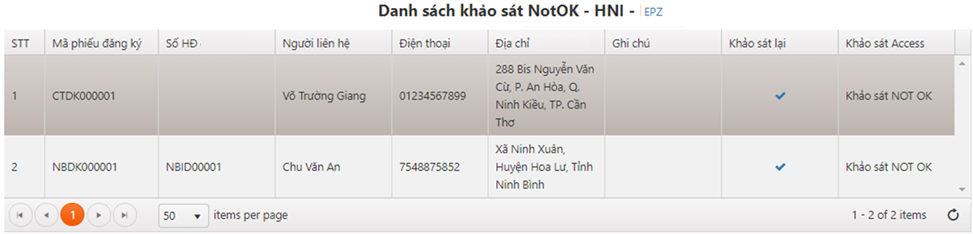 Danh sách khảo sát NotOK - HNI - | EPZ
STT Mã phiếu đăng ký Số HĐ Người liên hệ Điện thoại Địa chỉ Ghi chú Khảo sát lại Khảo sát Access
1 CTDK000001 Võ Trường Giang 01234567899 288 Bis Nguyễn Văn
Cừ, P. An Hòa, Q.
Ninh Kiều, TP. Cần
Thơ
Khảo sát NOT OK
2 NBDK000001 NBID00001 Chu Văn An 7548875852 Xã Ninh Xuân,
Huyện Hoa Lư, Tỉnh
Ninh Bình
Khảo sát NOT OK
1 50 items per page 1 - 2 of 2 items